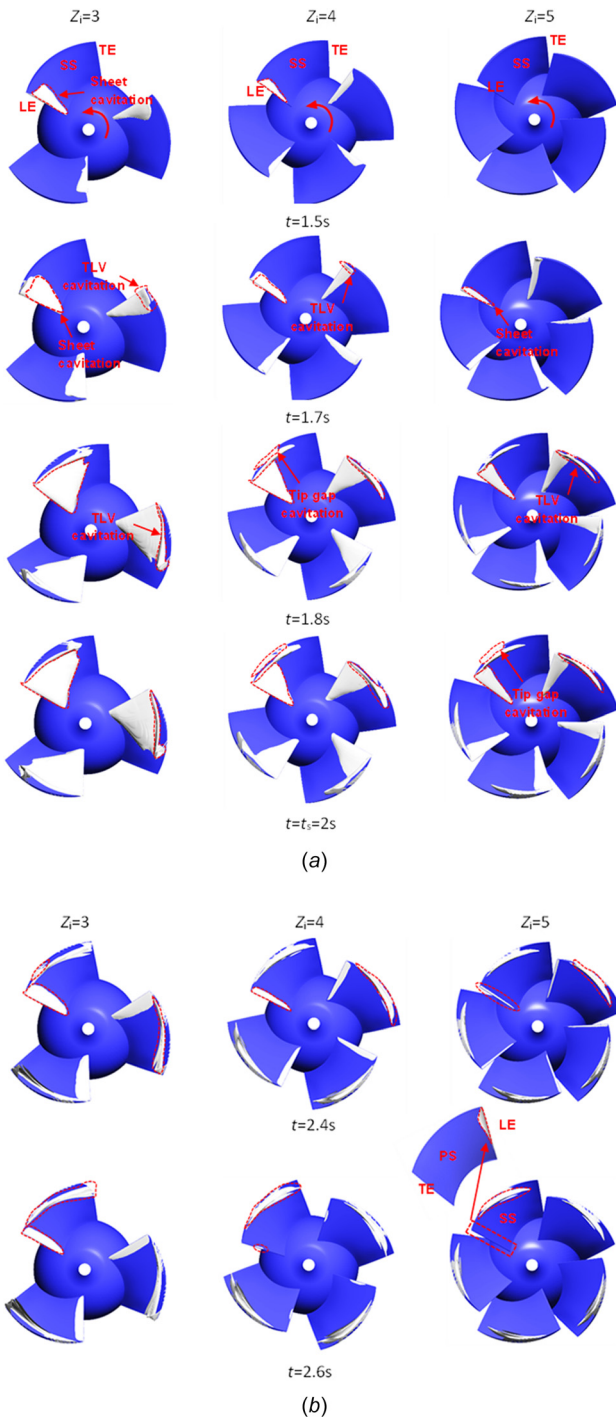 Zi=3 Zi=4 Zi=5
TE TE TE
SS SS SS
Sheet
cavitation
LE LE LE
t=1.5s
TLV
cavitation
Sheet
cavitation
TLV
cavitation
Sheet
cavitation
t=1.7s
TLV
cavitation
Tip gap
cavitation
TLV
cavitation
t=1.8s
Tip gap
cavitation
t=ts=2s
(a)
Zi=3 Zi=4 Zi=5
t=2.4s
LE
PS
TE
SS
t=2.6s
(b)